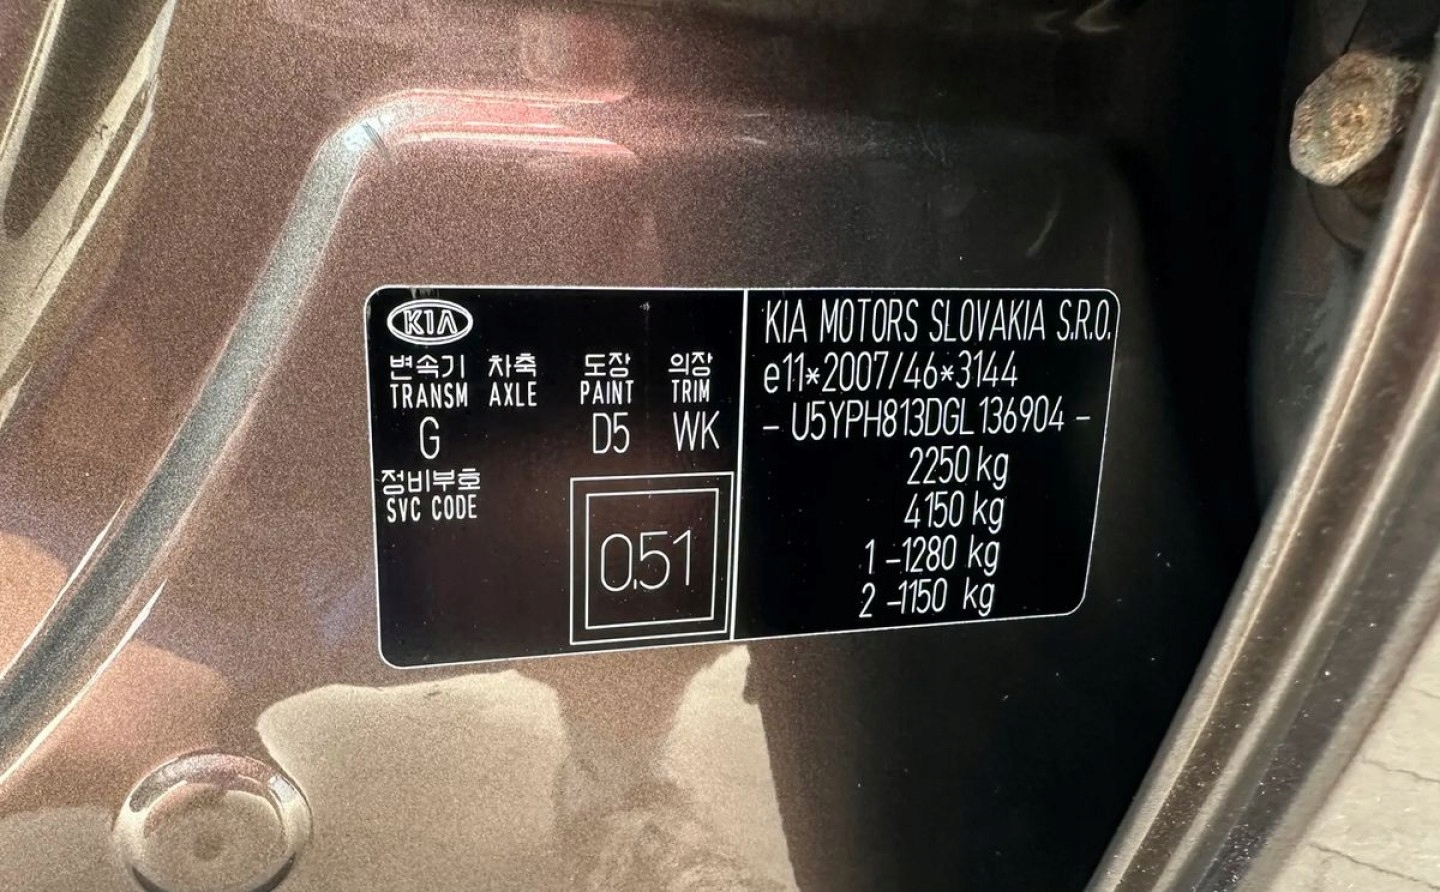 KIA
변속기 차축 도장 의장
TRANSM AXLE PAINT TRIM
G D5 WK
정비부호
SVC CODE
0.51
KIA MOTORS SLOVAKIA S.R.O.
e11*2007/46*3144
- U5YPH813DGL136904 -
2250 kg
4150 kg
1 -1280 kg
2 -1150 kg